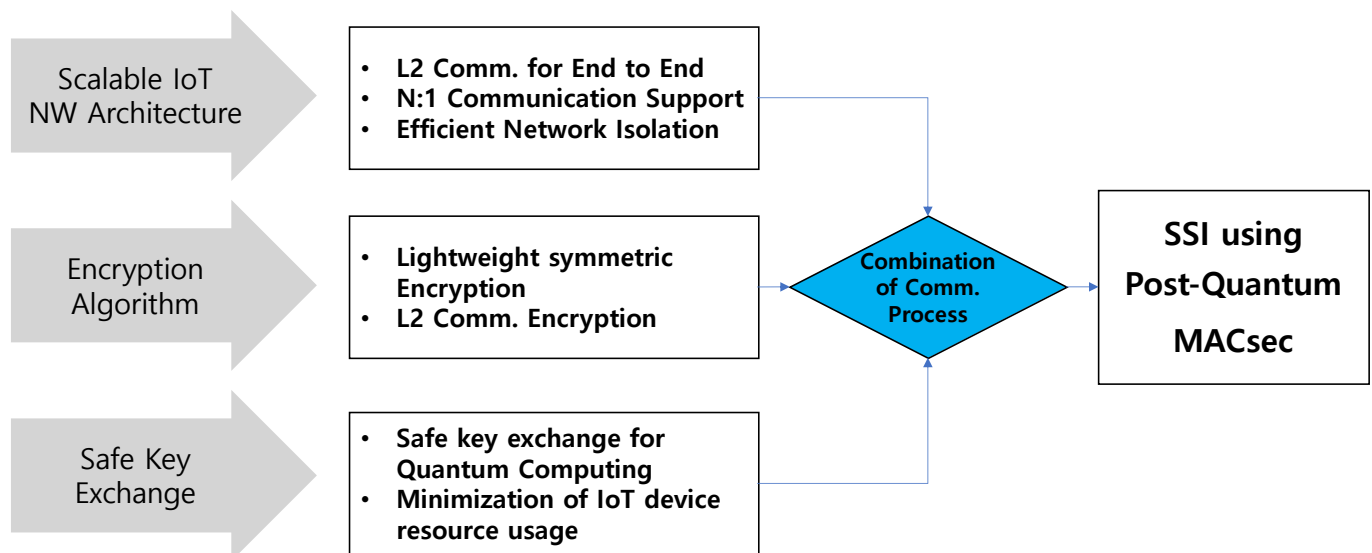 Scalable IoT
NW Architecture
• L2 Comm. for End to End
• N:1 Communication Support
• Efficient Network Isolation
Encryption
Algorithm
• Lightweight symmetric
Encryption
• L2 Comm. Encryption
Combination
of Comm.
Process
SSI using
Post-Quantum
MACsec
Safe Key
Exchange
• Safe key exchange for
Quantum Computing
• Minimization of IoT device
resource usage